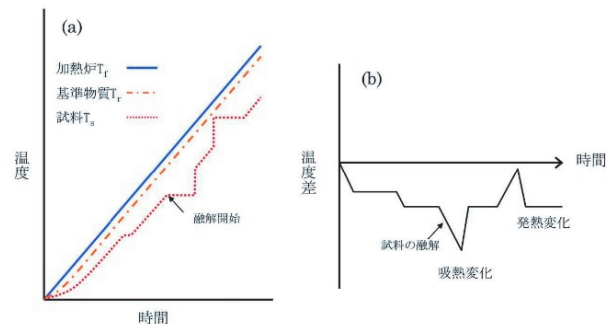 (a)
加熱炉Tf
基準物質Tr
試料Ts
温度
融解開始
時間
(b)
温度差
時間
試料の融解
発熱変化
吸熱変化